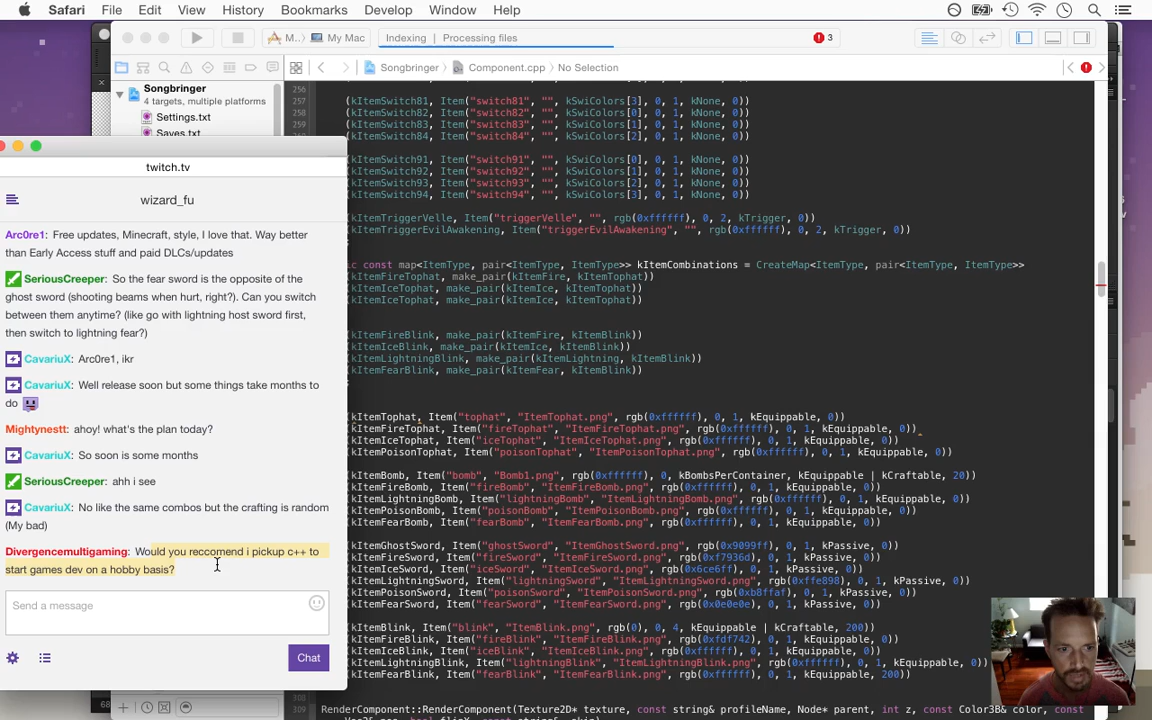 Safari File Edit View History Bookmarks Develop Window Help
M.. › My Mac Indexing | Processing files 3
Songbringer › Component.cpp › No Selection
Songbringer
4 targets, multiple platforms
Settings.txt
Saves.txt
twitch.tv
wizard_fu
Arc0re1: Free updates, Minecraft, style, I love that. Way better
than Early Access stuff and paid DLCs/updates
SeriousCreeper: So the fear sword is the opposite of the
ghost sword (shooting beams when hurt, right?). Can you switch
between them anytime? (like go with lightning host sword first,
then switch to lightning fear?)
CavariuX: Arc0re1, ikr
CavariuX: Well release soon but some things take months to
do
Mightynestt: ahoy! what's the plan today?
CavariuX: So soon is some months
SeriousCreeper: ahh i see
CavariuX: No like the same combos but the crafting is random
(My bad)
Divergencemultigaming: Would you reccomend i pickup c++ to
start games dev on a hobby basis?
Send a message
Chat
256
257 (kItemSwitch81, Item("switch81", "", kSwiColors[3], 0, 1, kNone, 0))
258 (kItemSwitch82, Item("switch82", "", kSwiColors[0], 0, 1, kNone, 0))
259 (kItemSwitch83, Item("switch83", "", kSwiColors[1], 0, 1, kNone, 0))
260 (kItemSwitch84, Item("switch84", "", kSwiColors[2], 0, 1, kNone, 0))
(kItemSwitch91, Item("switch91", "", kSwiColors[0], 0, 1, kNone, 0))
(kItemSwitch92, Item("switch92", "", kSwiColors[1], 0, 1, kNone, 0))
(kItemSwitch93, Item("switch93", "", kSwiColors[2], 0, 1, kNone, 0))
(kItemSwitch94, Item("switch94", "", kSwiColors[3], 0, 1, kNone, 0))
(kItemTriggerVelle, Item("triggerVelle", "", rgb(0xffffff), 0, 2, kTrigger, 0))
(kItemTriggerEvilAwakening, Item("triggerEvilAwakening", "", rgb(0xffffff), 0, 2, kTrigger, 0))
ic const map<ItemType, pair<ItemType, ItemType>> kItemCombinations = CreateMap<ItemType, pair<ItemType, ItemType>>
(kItemFireTophat, make_pair(kItemFire, kItemTophat))
(kItemIceTophat, make_pair(kItemIce, kItemTophat))
(kItemIceTophat, make_pair(kItemIce, kItemTophat))
(kItemFireBlink, make_pair(kItemFire, kItemBlink))
(kItemIceBlink, make_pair(kItemIce, kItemBlink))
(kItemLightningBlink, make_pair(kItemLightning, kItemBlink))
(kItemFearBlink, make_pair(kItemFear, kItemBlink))
(kItemTophat, Item("tophat", "ItemTophat.png", rgb(0xffffff), 0, 1, kEquippable, 0))
(kItemFireTophat, Item("fireTophat", "ItemFireTophat.png", rgb(0xffffff), 0, 1, kEquippable, 0))
(kItemIceTophat, Item("iceTophat", "ItemIceTophat.png", rgb(0xffffff), 0, 1, kEquippable, 0))
(kItemPoisonTophat, Item("poisonTophat", "ItemPoisonTophat.png", rgb(0xffffff), 0, 1, kEquippable, 0))
(kItemBomb, Item("bomb", "Bomb1.png", rgb(0xffffff), 0, kBombsPerContainer, kEquippable | kCraftable, 20))
(kItemFireBomb, Item("fireBomb", "ItemFireBomb.png", rgb(0xffffff), 0, 1, kEquippable, 0))
(kItemLightningBomb, Item("lightningBomb", "ItemLightningBomb.png", rgb(0xffffff), 0, 1, kEquippable, 0))
(kItemPoisonBomb, Item("poisonBomb", "ItemPoisonBomb.png", rgb(0xffffff), 0, 1, kEquippable, 0))
(kItemFearBomb, Item("fearBomb", "ItemFearBomb.png", rgb(0xffffff), 0, 1, kEquippable, 0))
(kItemGhostSword, Item("ghostSword", "ItemGhostSword.png", rgb(0x9099ff), 0, 1, kPassive, 0))
(kItemFireSword, Item("fireSword", "ItemFireSword.png", rgb(0xf7936d), 0, 1, kPassive, 0))
(kItemIceSword, Item("iceSword", "ItemIceSword.png", rgb(0x6ce6ff), 0, 1, kPassive, 0))
(kItemLightningSword, Item("lightningSword", "ItemLightningSword.png", rgb(0xffe898), 0, 1, kPassive, 0))
(kItemPoisonSword, Item("poisonSword", "ItemPoisonSword.png", rgb(0xb8ffaf), 0, 1, kPassive, 0))
(kItemFearSword, Item("fearSword", "ItemFearSword.png", rgb(0x0e0e0e), 0, 1, kPassive, 0))
(kItemBlink, Item("blink", "ItemBlink.png", rgb(0), 0, 4, kEquippable | kCraftable, 200))
(kItemFireBlink, Item("fireBlink", "ItemFireBlink.png", rgb(0xfdf742), 0, 1, kEquippable, 0))
(kItemIceBlink, Item("iceBlink", "ItemIceBlink.png", rgb(0xffffff), 0, 1, kEquippable, 0))
(kItemLightningBlink, Item("lightningBlink", "ItemLightningBlink.png", rgb(0xffffff), 0, 1, kEquippable, 0))
(kItemFearBlink, Item("fearBlink", "ItemFearBlink.png", rgb(0xffffff), 0, 1, kEquippable, 0))
308
309 RenderComponent::RenderComponent(Texture2D* texture, const string& profileName, Node* parent, int z, const Color3B& color, const